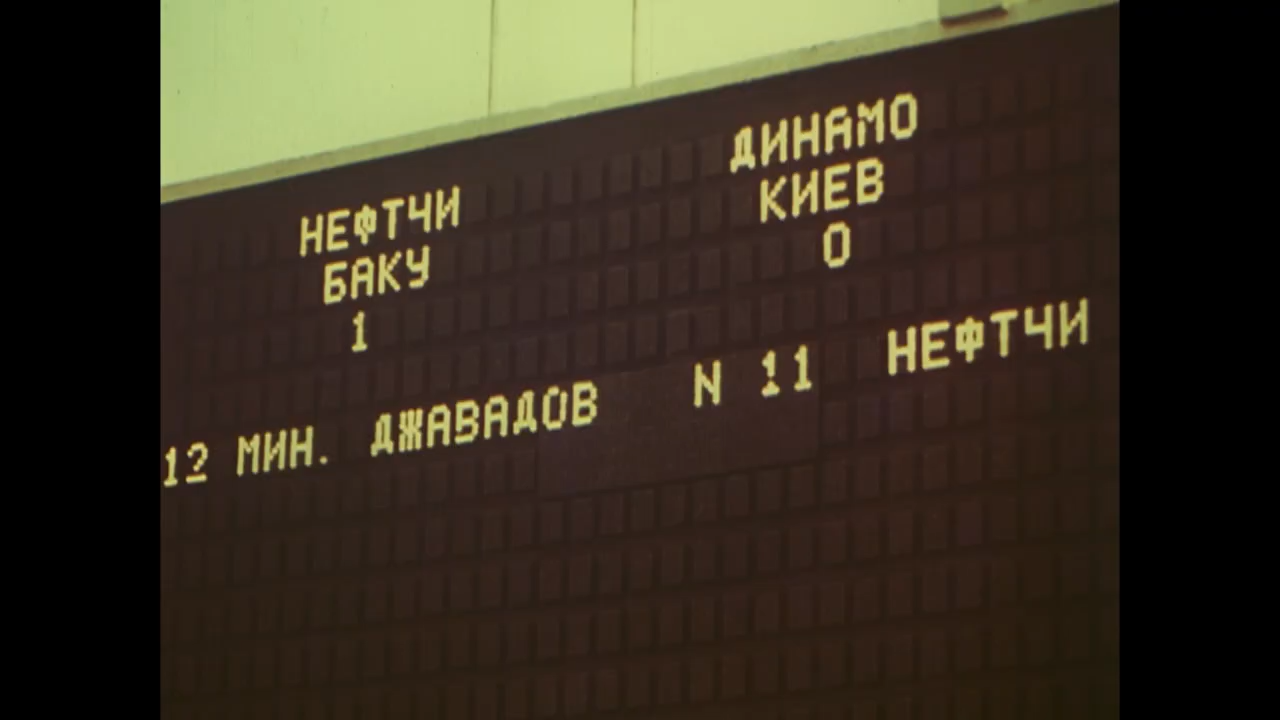 НЕФТЧИ
БАКУ
1
ДИНАМО
КИЕВ
0
12 МИН. ДЖАВАДОВ N 11 НЕФТЧИ